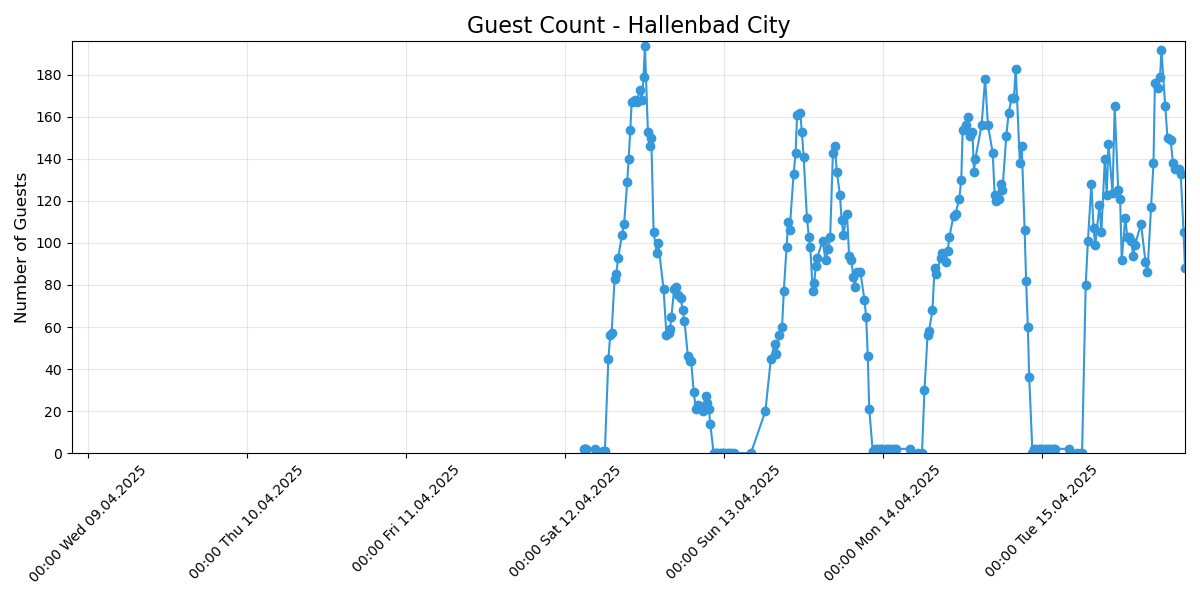 Guest Count - Hallenbad City
Number of Guests
180
160
140
120
100
80
60
40
20
0
00:00 Wed 09.04.2025
00:00 Thu 10.04.2025
00:00 Fri 11.04.2025
00:00 Sat 12.04.2025
00:00 Sun 13.04.2025
00:00 Mon 14.04.2025
00:00 Tue 15.04.2025